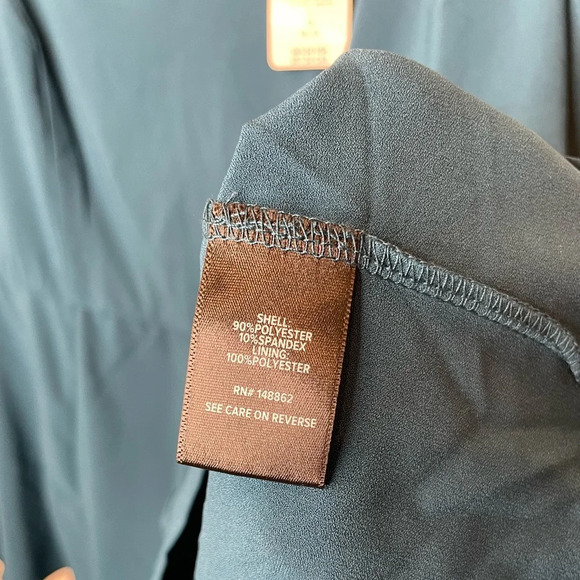 SHELL:
90%POLYESTER
10%SPANDEX
LINING:
100%POLYESTER
RN# 148862
SEE CARE ON REVERSE